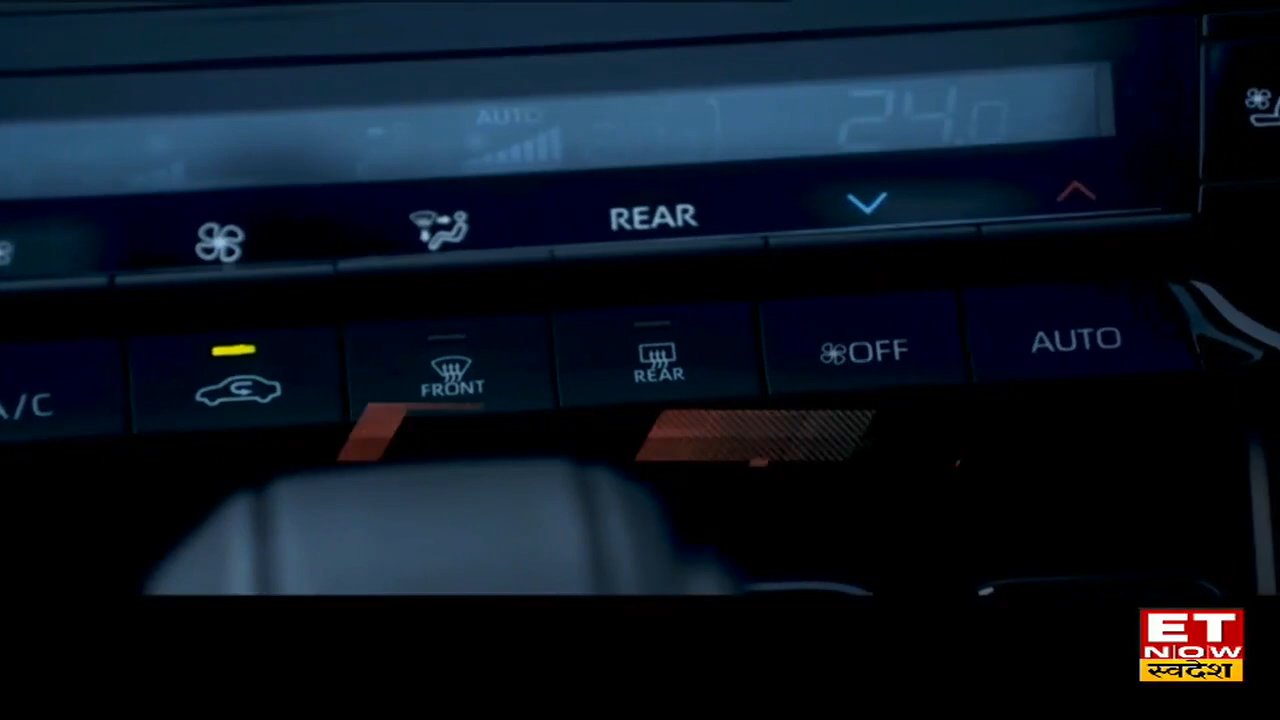 AUTO
24.0
REAR
A/C
FRONT
REAR
OFF
AUTO
ET
NOW
स्वदेश